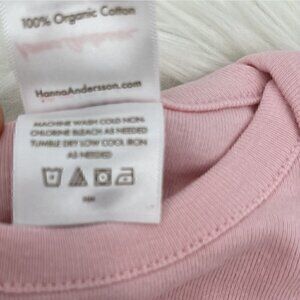 100% Organic Cotton
HannaAndersson.com
MACHINE WASH COLD NON-
CHLORINE BLEACH AS NEEDED
TUMBLE DRY LOW COOL IRON
AS NEEDED